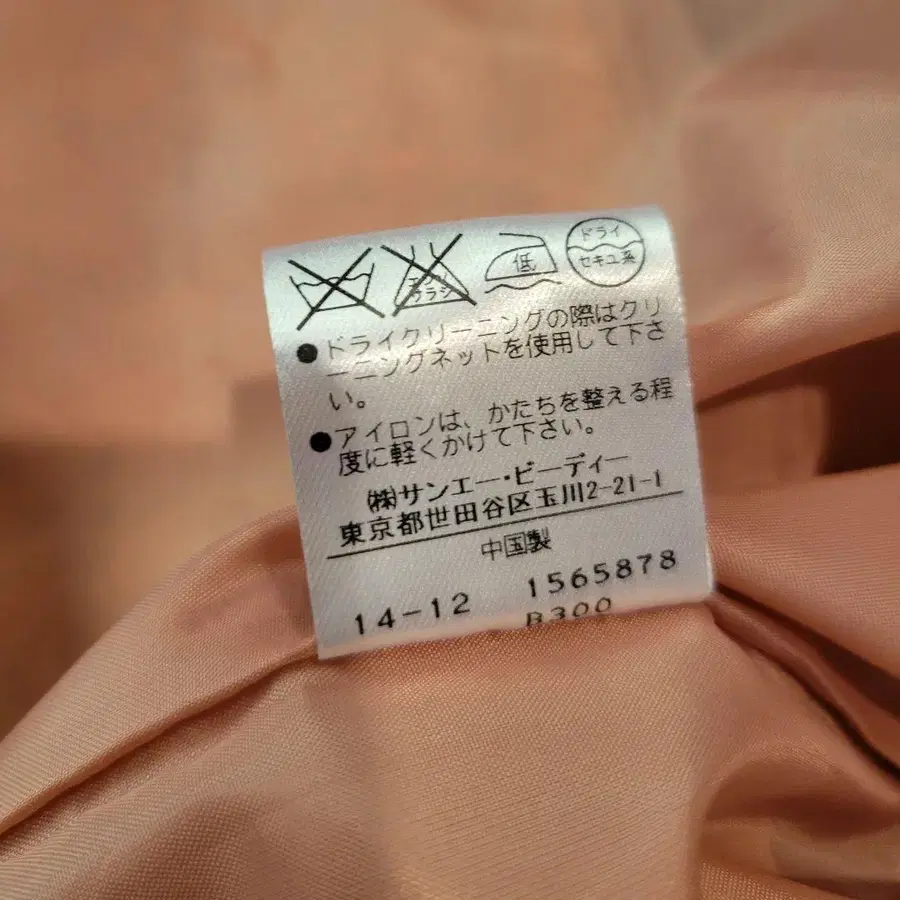 エンソ
ウラシ
低
ドライ
セキユ系
●ドライクリーニングの際はクリ
ーニングネットを使用して下さ
い。
●アイロンは、かたちを整える程
度に軽くかけて下さい。
㈱サンエー・ビーディー
東京都世田谷区玉川2-21-1
中国製
14-12 1565878
B300